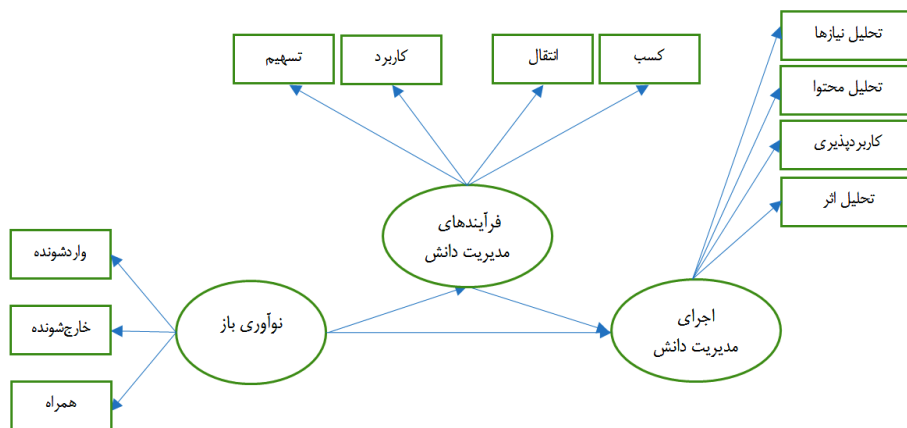 تحلیل نیازها
کسب
انتقال
کاربرد
تسهیم
تحلیل محتوا
کاربردپذیری
تحلیل اثر
فرآیندهای
مدیریت دانش
واردشونده
نوآوری باز
خارج‌شونده
اجرای
مدیریت دانش
همراه